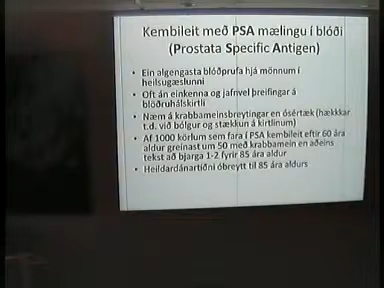 Kembileit með PSA mælingu í blóði
(Prostata Specific Antigen)
• Ein algengasta blóðprufa hjá mönnum í
heilsugæslunni
• Oft án einkenna og jafnvel þreifingar á
blöðruhálskirtli
• Næm á krabbameinsbreytingar en ósértæk (hækkkar
t.d. við bólgur og stækkun á kirtlinum)
• Af 1000 körlum sem fara í PSA kembileit eftir 60 ára
aldur greinast um 50 með krabbamein en aðeins
tekst að bjarga 1-2 fyrir 85 ára aldur
• Heildardánartíðni óbreytt til 85 ára aldurs